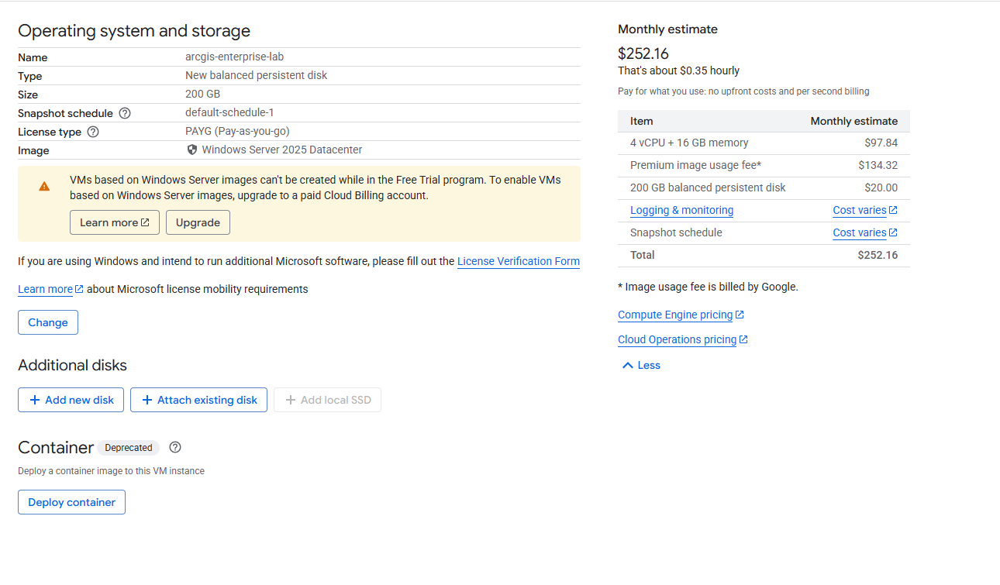 Operating system and storage
Name arcgis-enterprise-lab
Type New balanced persistent disk
Size 200 GB
Snapshot schedule default-schedule-1
License type PAYG (Pay-as-you-go)
Image Windows Server 2025 Datacenter
VMs based on Windows Server images can't be created while in the Free Trial program. To enable VMs
based on Windows Server images, upgrade to a paid Cloud Billing account.
Learn more Upgrade
If you are using Windows and intend to run additional Microsoft software, please fill out the License Verification Form
Learn more about Microsoft license mobility requirements
Change
Additional disks
Add new disk Attach existing disk Add local SSD
Container Deprecated
Deploy a container image to this VM instance
Deploy container
Monthly estimate
$252.16
That's about $0.35 hourly
Pay for what you use: no upfront costs and per second billing
Item Monthly estimate
4 vCPU + 16 GB memory $97.84
Premium image usage fee* $134.32
200 GB balanced persistent disk $20.00
Logging & monitoring Cost varies
Snapshot schedule Cost varies
Total $252.16
* Image usage fee is billed by Google.
Compute Engine pricing
Cloud Operations pricing
Less